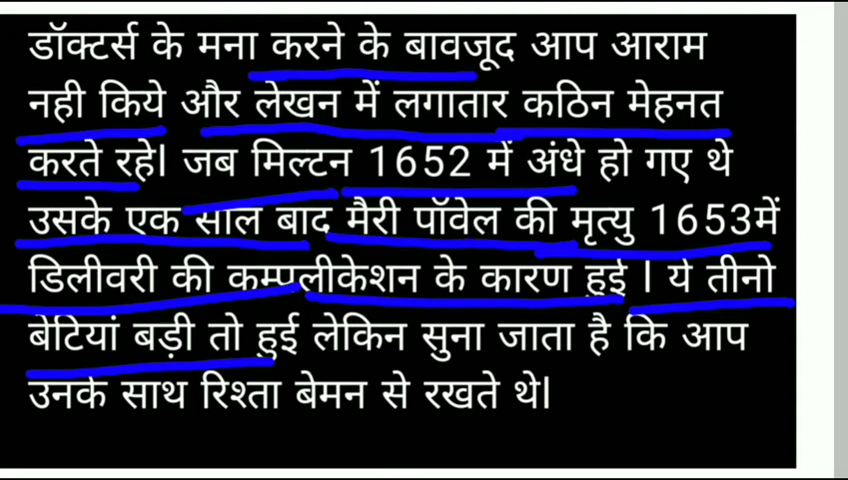 डॉक्टर्स के मना करने के बावजूद आप आराम
नही किये और लेखन में लगातार कठिन मेहनत
करते रहे। जब मिल्टन 1652 में अंधे हो गए थे
उसके एक साल बाद मैरी पॉवेल की मृत्यु 1653में
डिलीवरी की कम्पलीकेशन के कारण हुई । ये तीनो
बेटियां बड़ी तो हुई लेकिन सुना जाता है कि आप
उनके साथ रिश्ता बेमन से रखते थे।